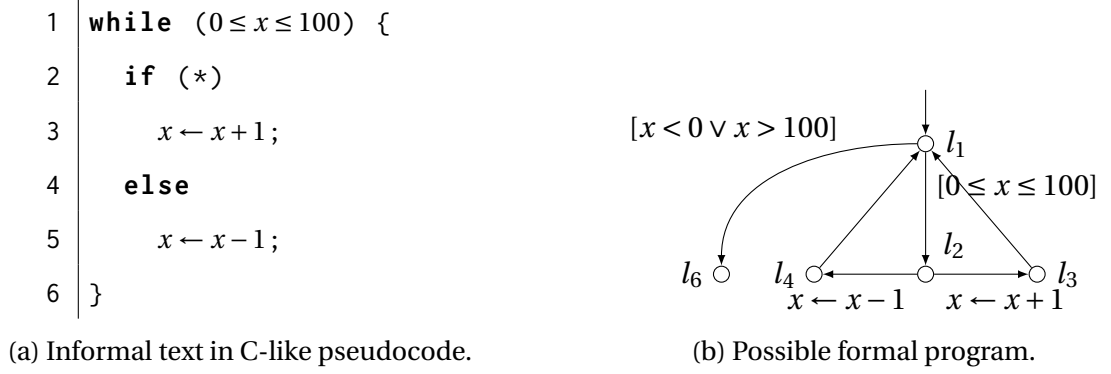 1 while (0 ≤ x ≤ 100) {
2 if (*)
3 x ← x + 1;
4 else
5 x ← x − 1;
6 }
(a) Informal text in C-like pseudocode.
[x < 0 ∨ x > 100]
l₁
[0 ≤ x ≤ 100]
l₂
l₆ l₄ l₃
x ← x − 1 x ← x + 1
(b) Possible formal program.